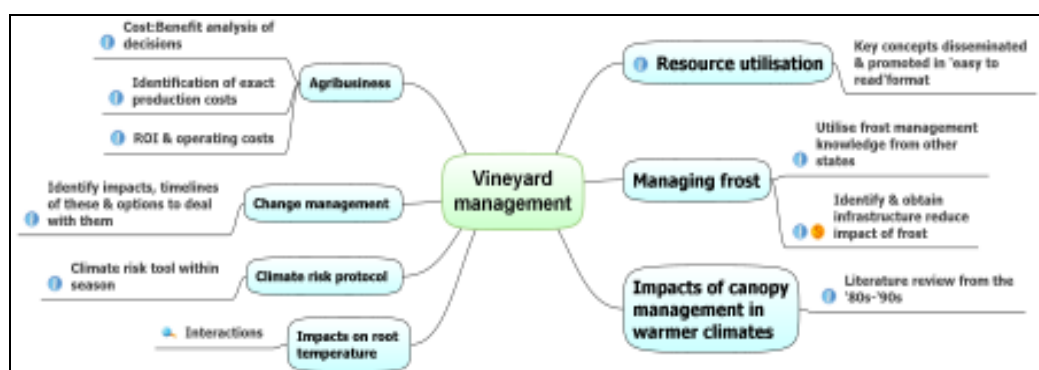 Vineyard
management
Cost:Benefit analysis of
decisions
Identification of exact
production costs
ROI & operating costs
Agribusiness
Identify impacts, timelines
of these & options to deal
with them
Change management
Climate risk tool within
season
Climate risk protocol
Interactions
Impacts on root
temperature
Resource utilisation
Key concepts disseminated
& promoted in 'easy to
read'format
Managing frost
Utilise frost management
knowledge from other
states
Identify & obtain
infrastructure reduce
impact of frost
Impacts of canopy
management in
warmer climates
Literature review from the
'80s-'90s